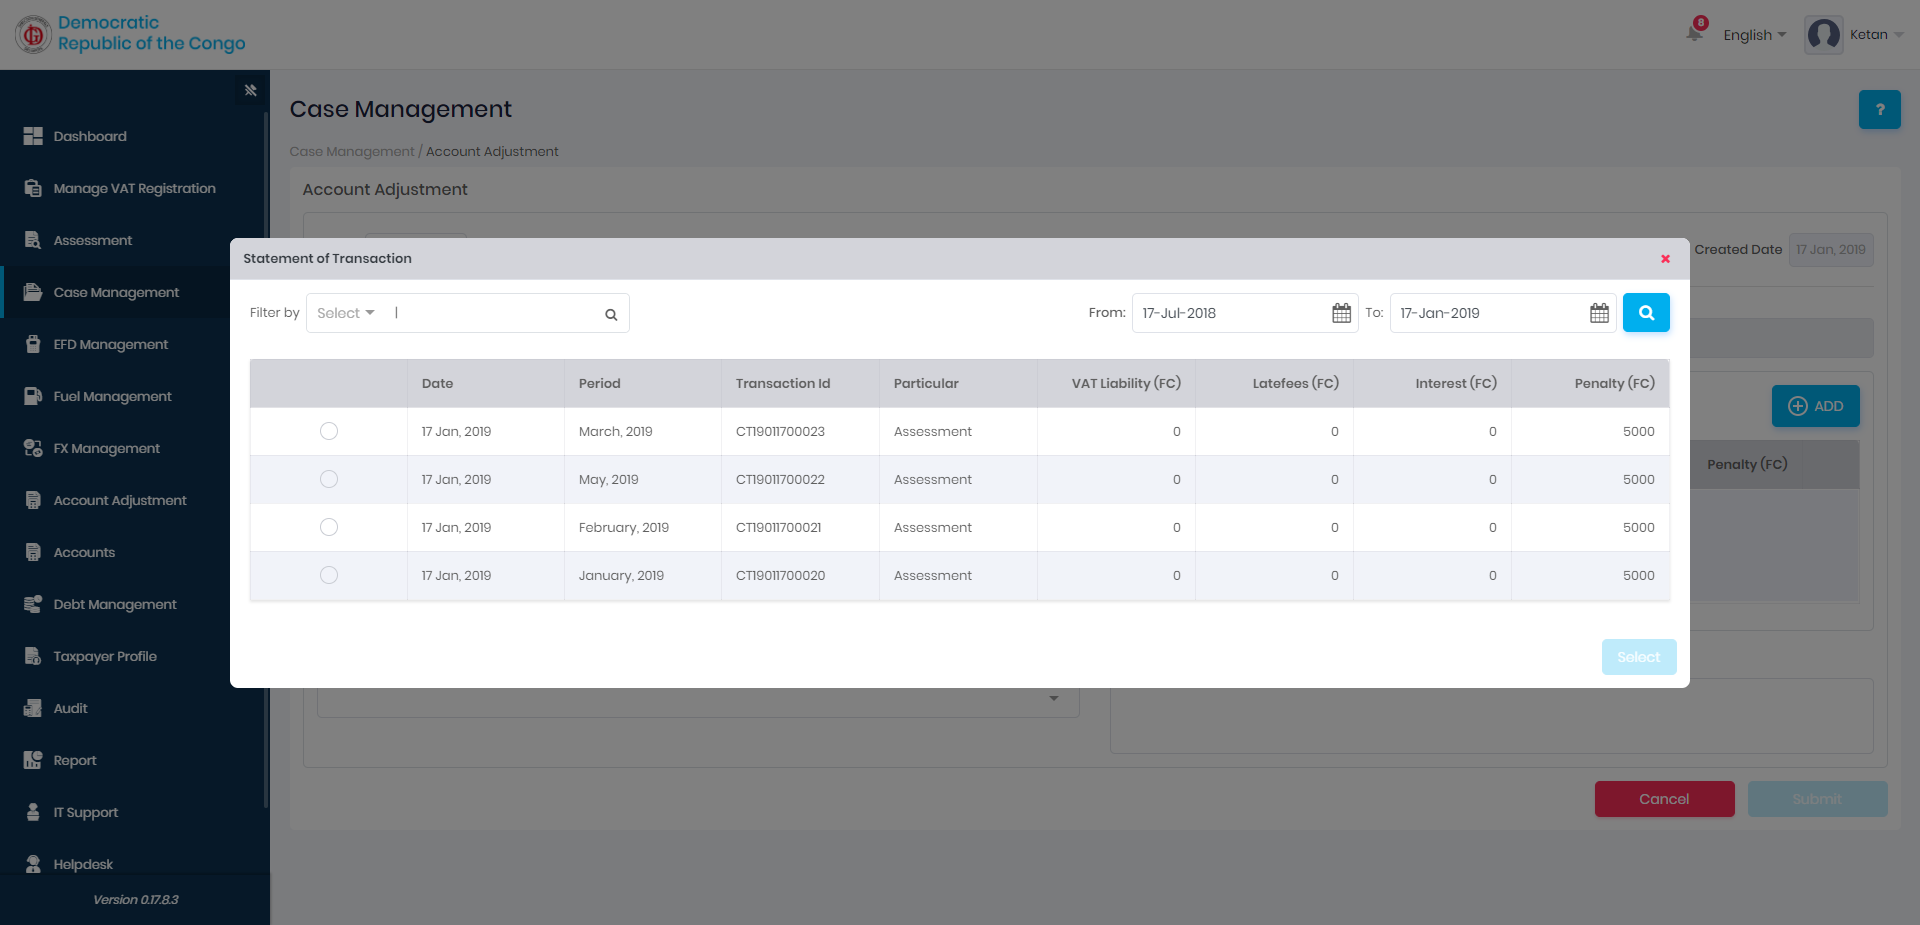 Democratic
Republic of the Congo
8
English
Ketan
Case Management
?
Case Management / Account Adjustment
Dashboard
Manage VAT Registration
Assessment
Case Management
EFD Management
Fuel Management
FX Management
Account Adjustment
Accounts
Debt Management
Taxpayer Profile
Audit
Report
IT Support
Helpdesk
Version 0.17.8.3
Account Adjustment
Created Date 17 Jan, 2019
Statement of Transaction
Filter by Select
From: 17-Jul-2018 To: 17-Jan-2019
Date Period Transaction Id Particular VAT Liability (FC) Latefees (FC) Interest (FC) Penalty (FC)
17 Jan, 2019 March, 2019 CT19011700023 Assessment 0 0 0 5000
17 Jan, 2019 May, 2019 CT19011700022 Assessment 0 0 0 5000
17 Jan, 2019 February, 2019 CT19011700021 Assessment 0 0 0 5000
17 Jan, 2019 January, 2019 CT19011700020 Assessment 0 0 0 5000
Select
ADD
Penalty (FC)
Cancel
Submit